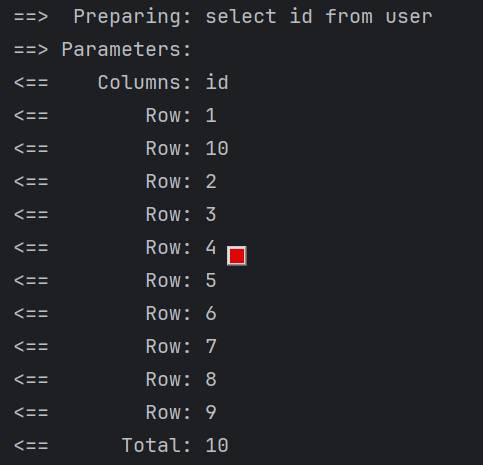 ==>  Preparing: select id from user
==> Parameters:
<==    Columns: id
<==        Row: 1
<==        Row: 10
<==        Row: 2
<==        Row: 3
<==        Row: 4
<==        Row: 5
<==        Row: 6
<==        Row: 7
<==        Row: 8
<==        Row: 9
<==      Total: 10